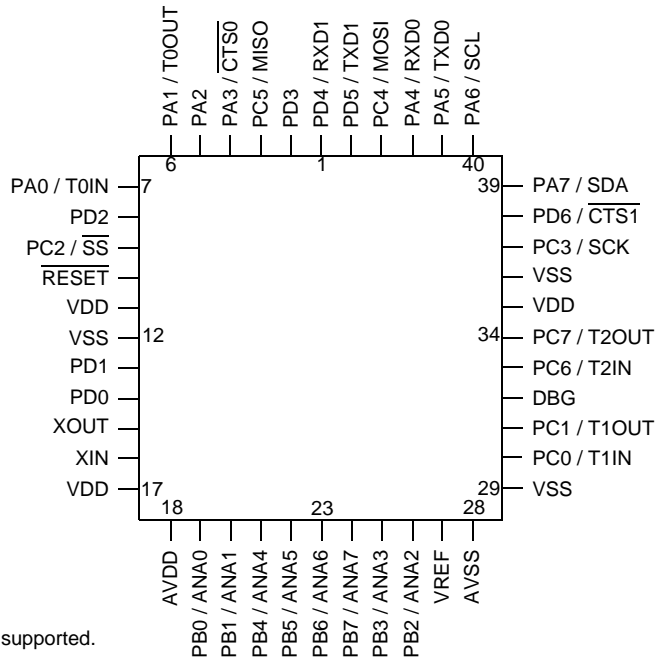 PA1 / T0OUT
PA2
PA3 / CTS0
PC5 / MISO
PD3
PD4 / RXD1
PD5 / TXD1
PC4 / MOSI
PA4 / RXD0
PA5 / TXD0
PA6 / SCL
6
1
40
PA0 / T0IN
7
39
PA7 / SDA
PD2
PD6 / CTS1
PC2 / SS
PC3 / SCK
RESET
VSS
VDD
VDD
VSS
12
34
PC7 / T2OUT
PD1
PC6 / T2IN
PD0
DBG
XOUT
PC1 / T1OUT
XIN
PC0 / T1IN
VDD
17
29
VSS
18
23
28
AVDD
PB0 / ANA0
PB1 / ANA1
PB4 / ANA4
PB5 / ANA5
PB6 / ANA6
PB7 / ANA7
PB3 / ANA3
PB2 / ANA2
VREF
AVSS
supported.